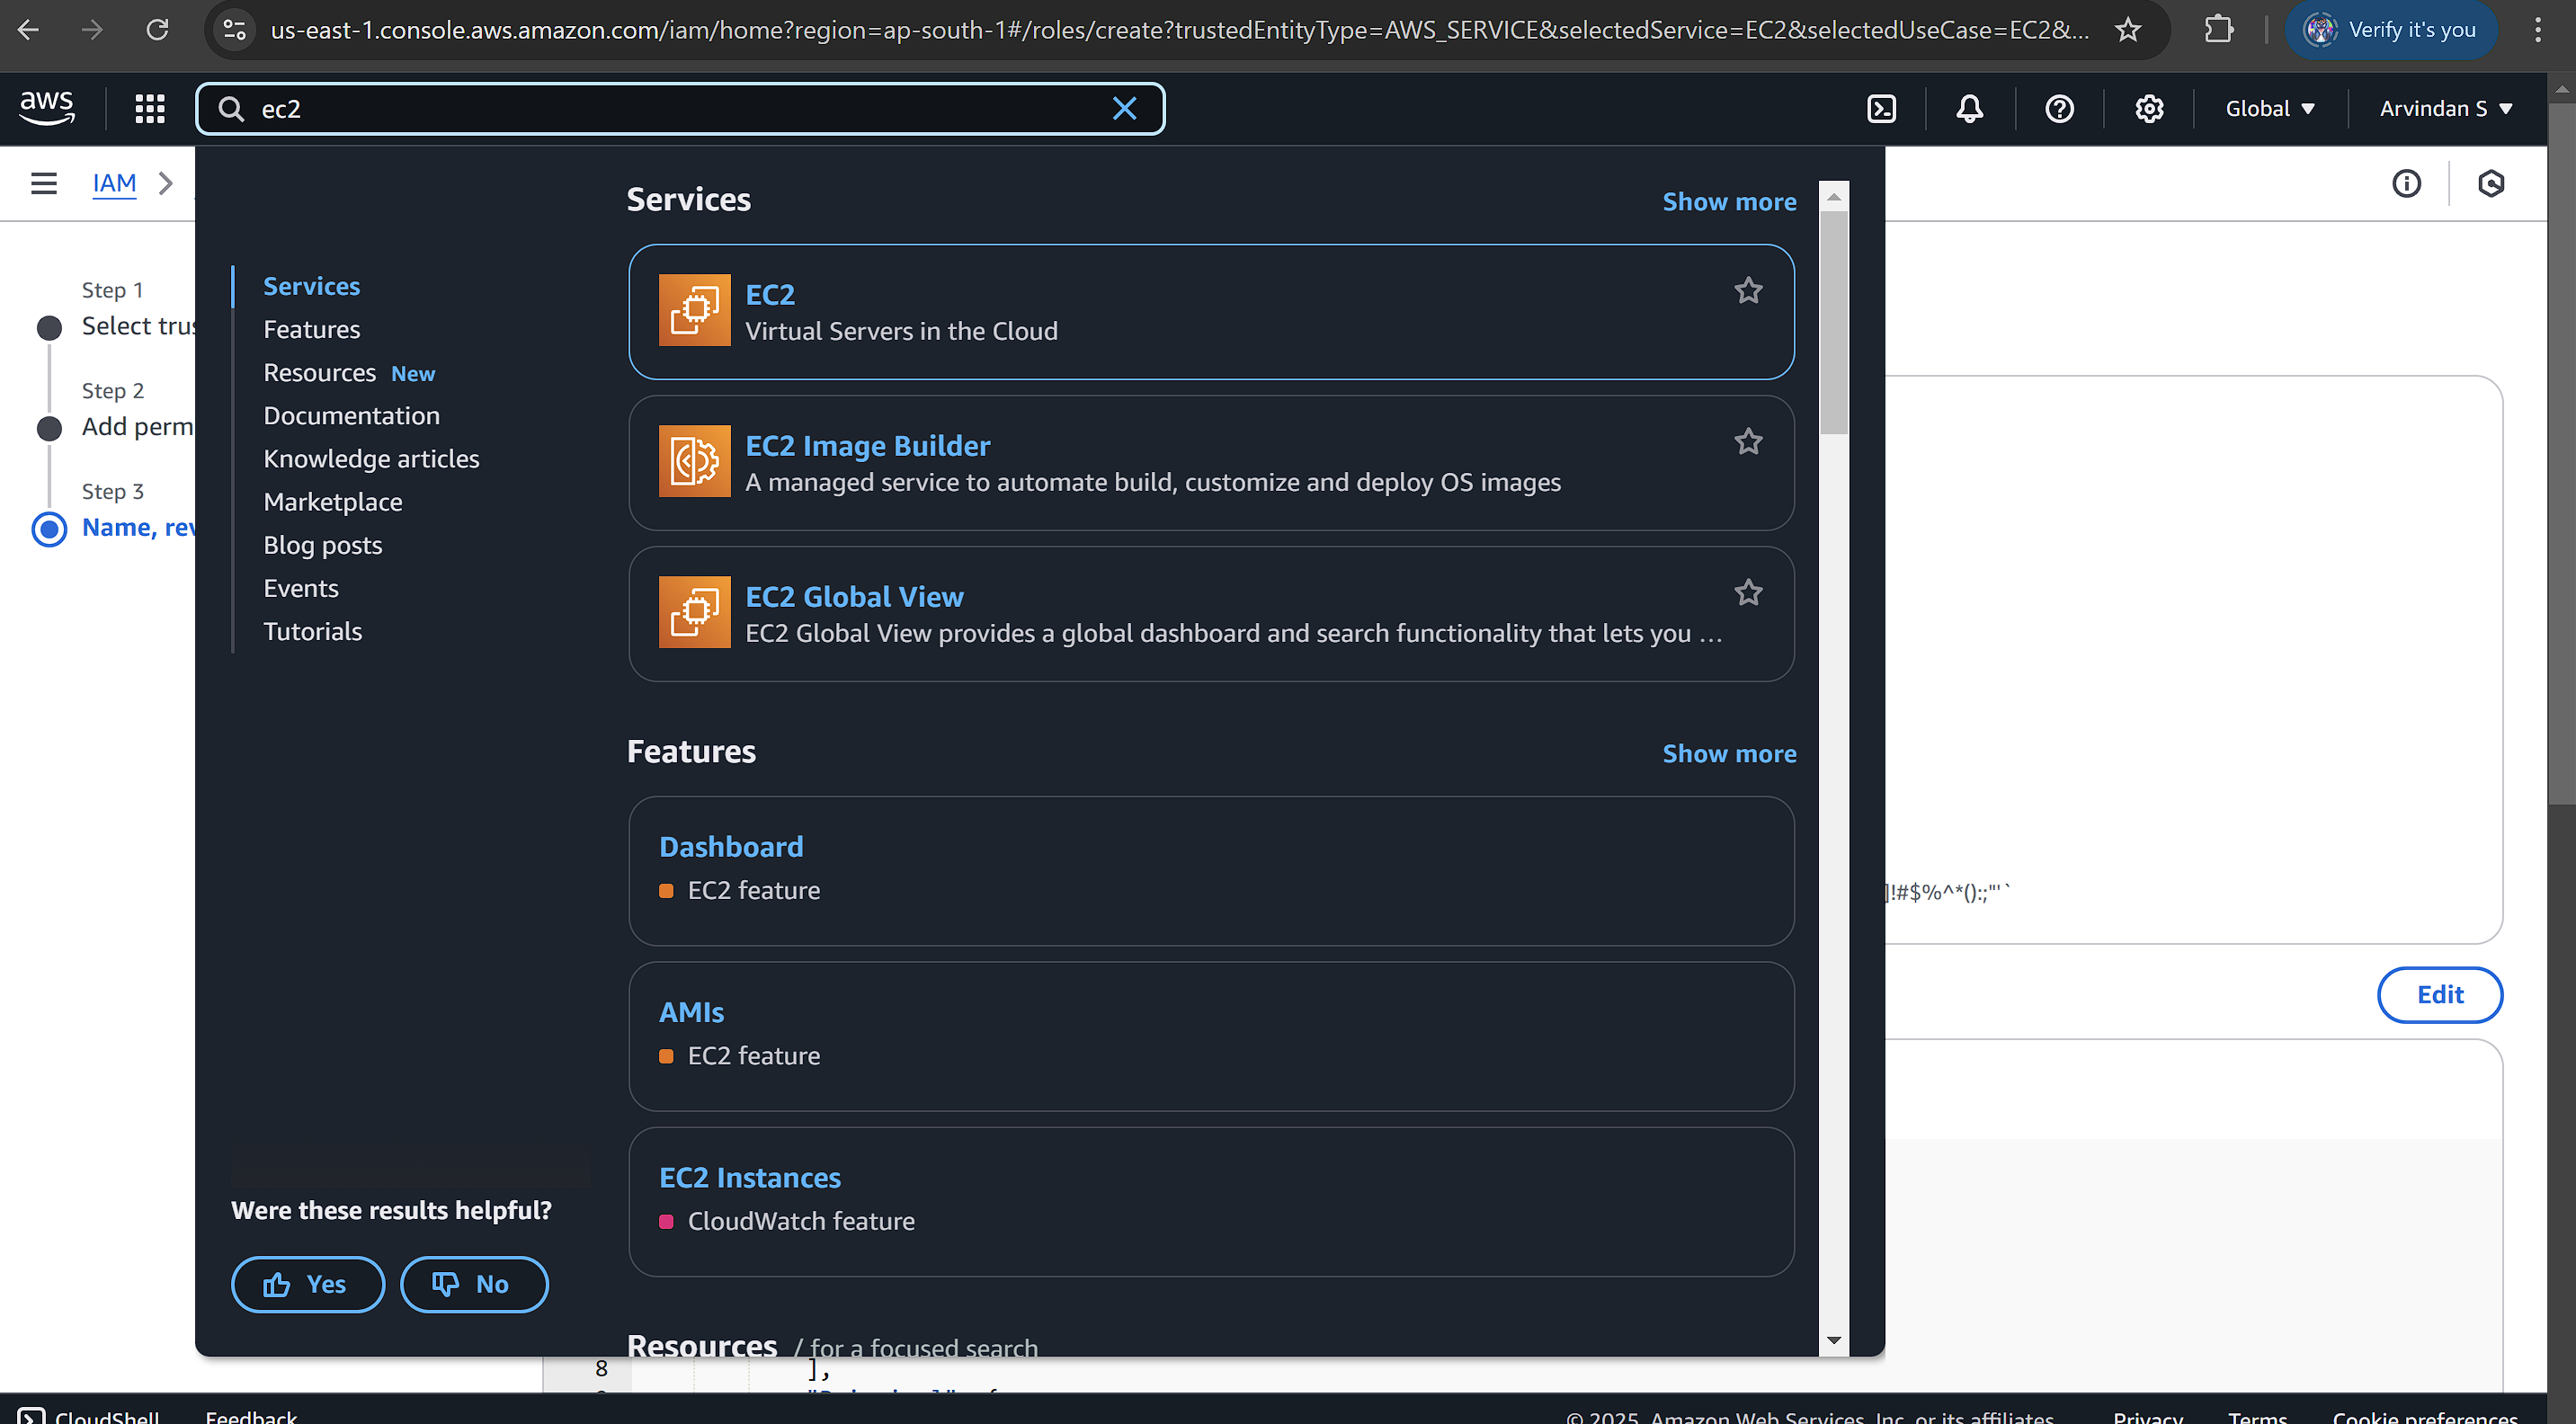 us-east-1.console.aws.amazon.com/iam/home?region=ap-south-1#/roles/create?trustedEntityType=AWS_SERVICE&selectedService=EC2&selectedUseCase=EC2&...
Verify it's you
aws
ec2
Global
Arvindan S
IAM
Services
Show more
Step 1
Select trus
Step 2
Add perm
Step 3
Name, rev
Services
Features
Resources New
Documentation
Knowledge articles
Marketplace
Blog posts
Events
Tutorials
EC2
Virtual Servers in the Cloud
EC2 Image Builder
A managed service to automate build, customize and deploy OS images
EC2 Global View
EC2 Global View provides a global dashboard and search functionality that lets you ...
Features
Show more
Dashboard
EC2 feature
AMIs
EC2 feature
EC2 Instances
CloudWatch feature
]!#$%^*():;"'`
Edit
Were these results helpful?
Yes
No
Resources / for a focused search
8 ],
CloudShell
Feedback
© 2025, Amazon Web Services, Inc. or its affiliates.
Privacy
Terms
Cookie preferences